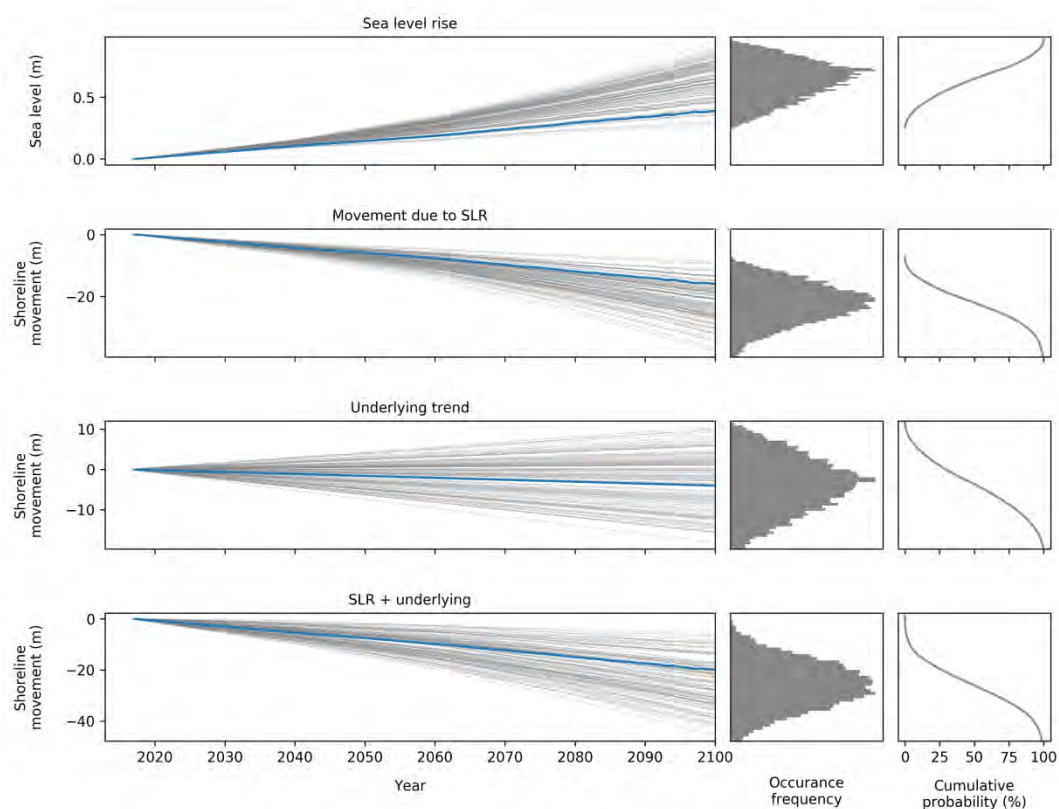 Sea level rise
Sea level (m)
0.5
0.0
Movement due to SLR
Shoreline
movement (m)
0
−20
Underlying trend
Shoreline
movement (m)
10
0
−10
SLR + underlying
Shoreline
movement (m)
0
−20
−40
2020 2030 2040 2050 2060 2070 2080 2090 2100
Year
Occurance
frequency
0 25 50 75 100
Cumulative
probability (%)